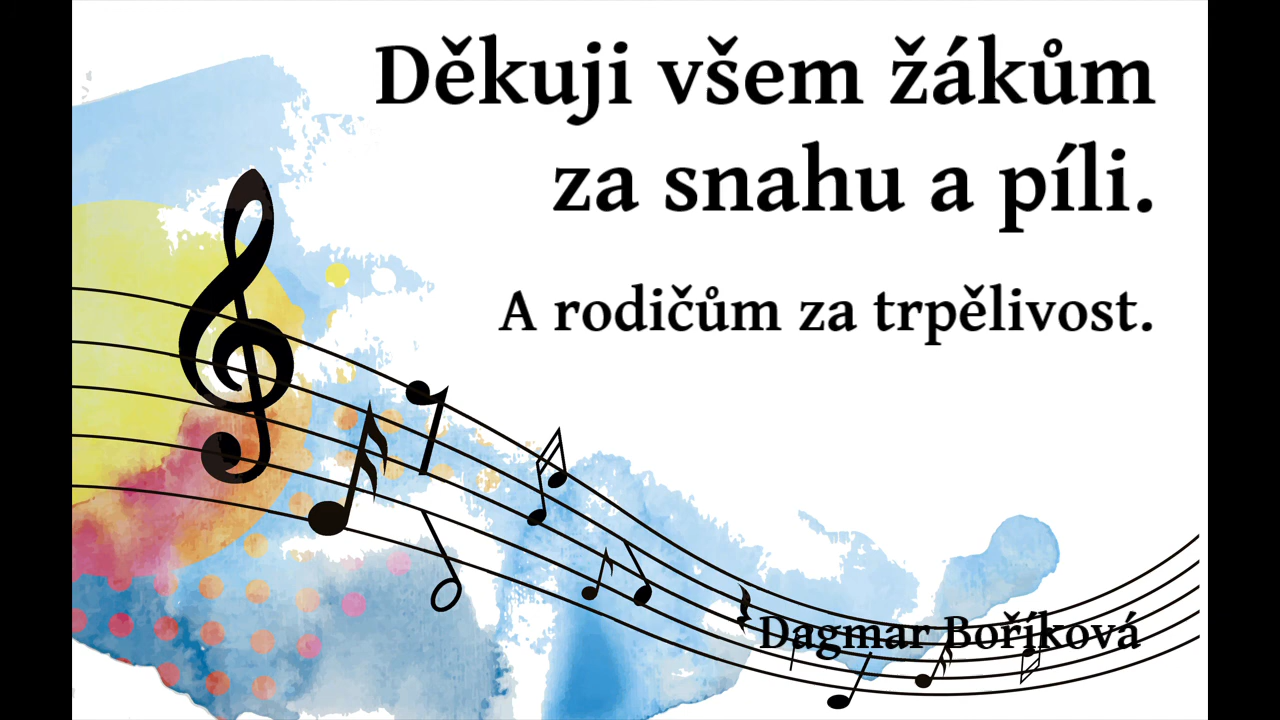 Děkuji všem žákům
za snahu a píli.
A rodičům za trpělivost.
Dagmar Boříková